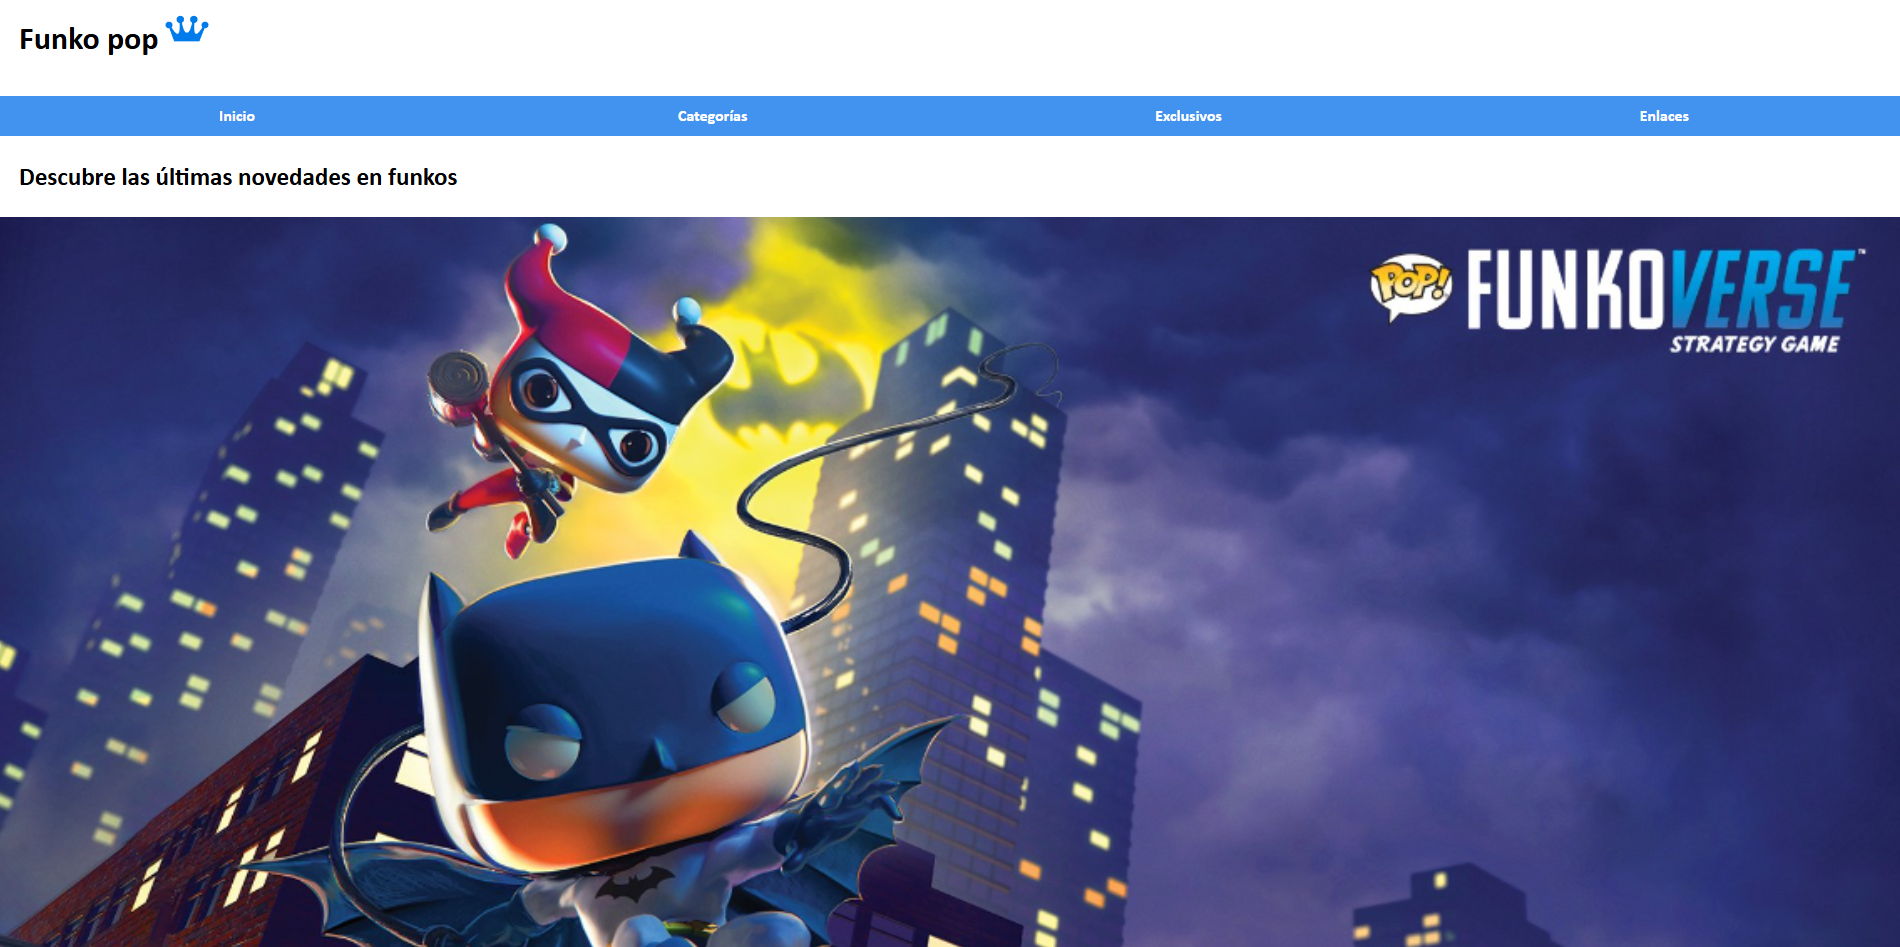 Funko pop
Inicio
Categorías
Exclusivos
Enlaces
Descubre las últimas novedades en funkos
POP! FUNKOVERSE™
STRATEGY GAME